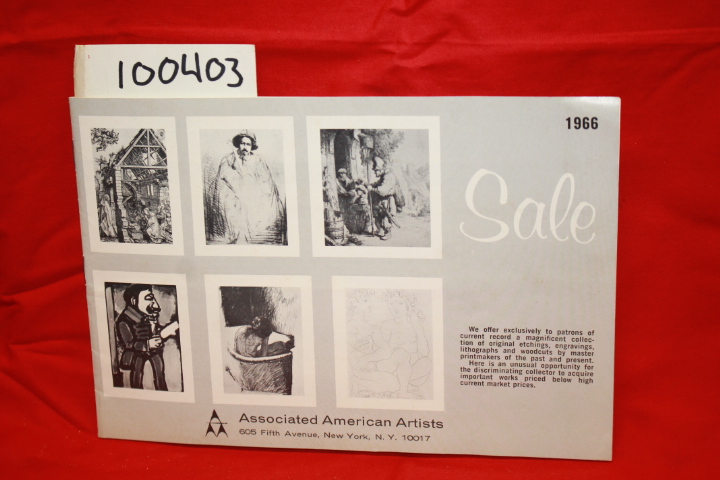 100403
1966
Sale
We offer exclusively to patrons of
current record a magnificent collec-
tion of original etchings, engravings,
lithographs and woodcuts by master
printmakers of the past and present.
Here is an unusual opportunity for
the discriminating collector to acquire
important works priced below high
current market prices.
Associated American Artists
605 Fifth Avenue, New York, N. Y. 10017